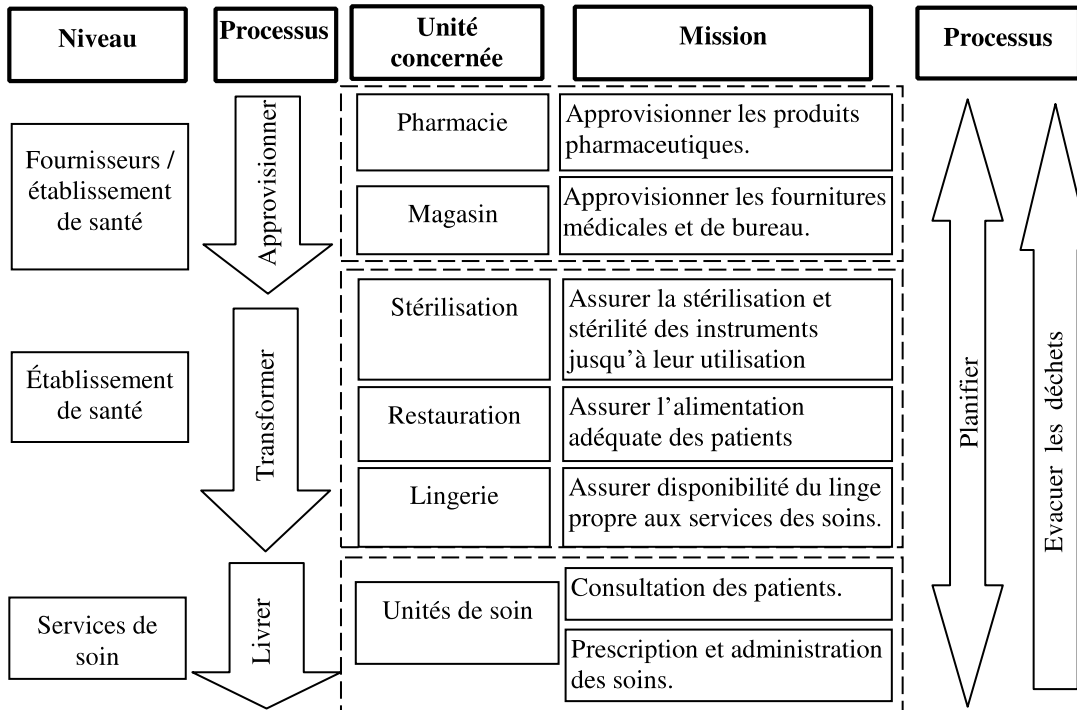 Niveau
Processus
Unité
concernée
Mission
Processus
Fournisseurs /
établissement
de santé
Approvisionner
Pharmacie
Approvisionner les produits
pharmaceutiques.
Magasin
Approvisionner les fournitures
médicales et de bureau.
Établissement
de santé
Transformer
Stérilisation
Assurer la stérilisation et
stérilité des instruments
jusqu’à leur utilisation
Restauration
Assurer l’alimentation
adéquate des patients
Lingerie
Assurer disponibilité du linge
propre aux services des soins.
Services de
soin
Livrer
Unités de soin
Consultation des patients.
Prescription et administration
des soins.
Planifier
Evacuer les déchets